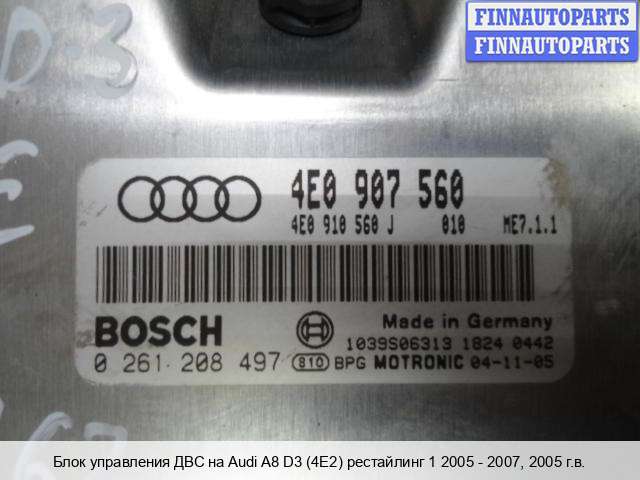 FINNAUTOPARTS
FINNAUTOPARTS
D-3
4E0 907 560
4E0 910 560 J 010 ME7.1.1
BOSCH
Made in Germany
1039S06313 1824 0442
0 261 208 497 810 BPG MOTRONIC 04-11-05
Блок управления ДВС на Audi A8 D3 (4E2) рестайлинг 1 2005 - 2007, 2005 г.в.